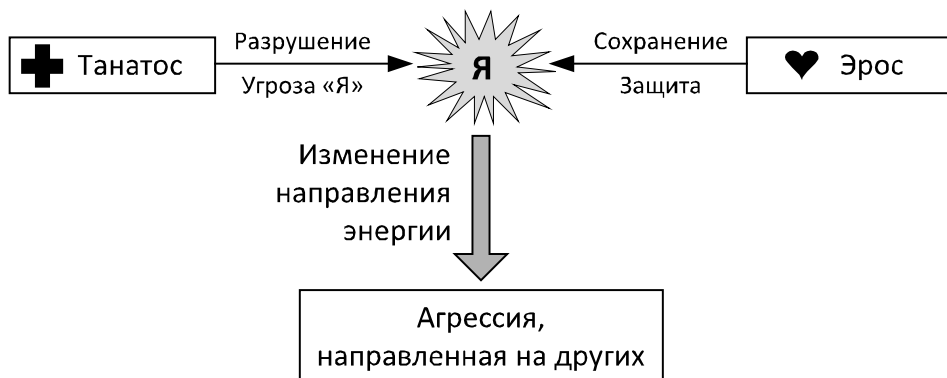 Танатос
Разрушение
Угроза «Я»
Я
Сохранение
Защита
Эрос
Изменение
направления
энергии
Агрессия,
направленная на других